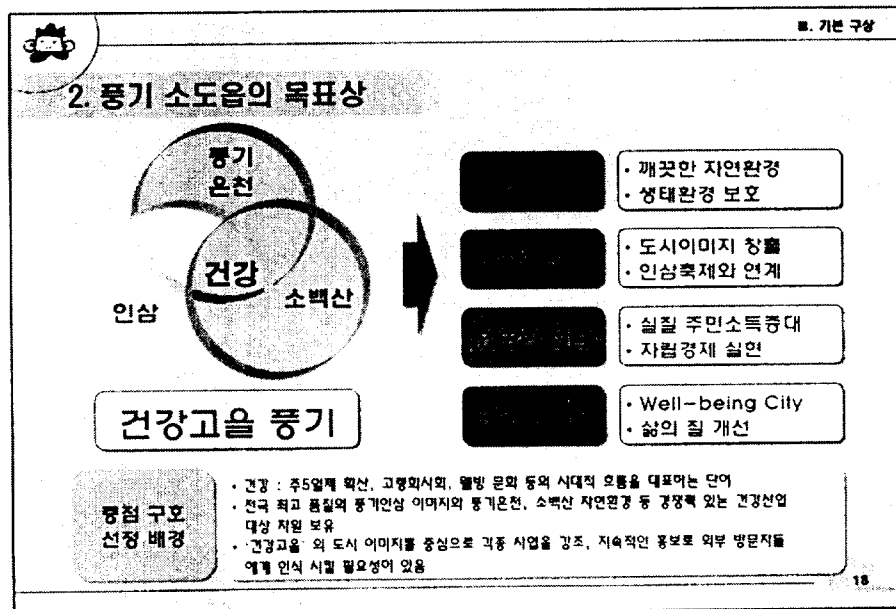 Ⅲ. 기본 구상
2. 풍기 소도읍의 목표상
풍기
온천
건강
인삼
소백산
건강고을 풍기
· 깨끗한 자연환경
· 생태환경 보호
· 도시이미지 창출
· 인삼축제와 연계
· 실질 주민소득증대
· 자립경제 실현
· Well-being City
· 삶의 질 개선
중점 구호
선정 배경
· 건강 : 주5일제 확산, 고령화사회, 웰빙 문화 등의 시대적 흐름을 대표하는 단어
· 전국 최고 품질의 풍기인삼 이미지와 풍기온천, 소백산 자연환경 등 경쟁력 있는 건강산업
대상 자원 보유
· '건강고을' 의 도시 이미지를 중심으로 각종 사업을 강조, 지속적인 홍보로 외부 방문자들
에게 인식 시킬 필요성이 있음
18